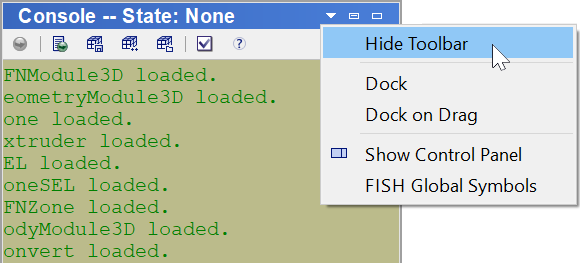 Console -- State: None
FNModule3D loaded.
eometryModule3D loaded.
one loaded.
xtruder loaded.
EL loaded.
oneSEL loaded.
FNZone loaded.
odyModule3D loaded.
onvert loaded.
Hide Toolbar
Dock
Dock on Drag
Show Control Panel
FISH Global Symbols